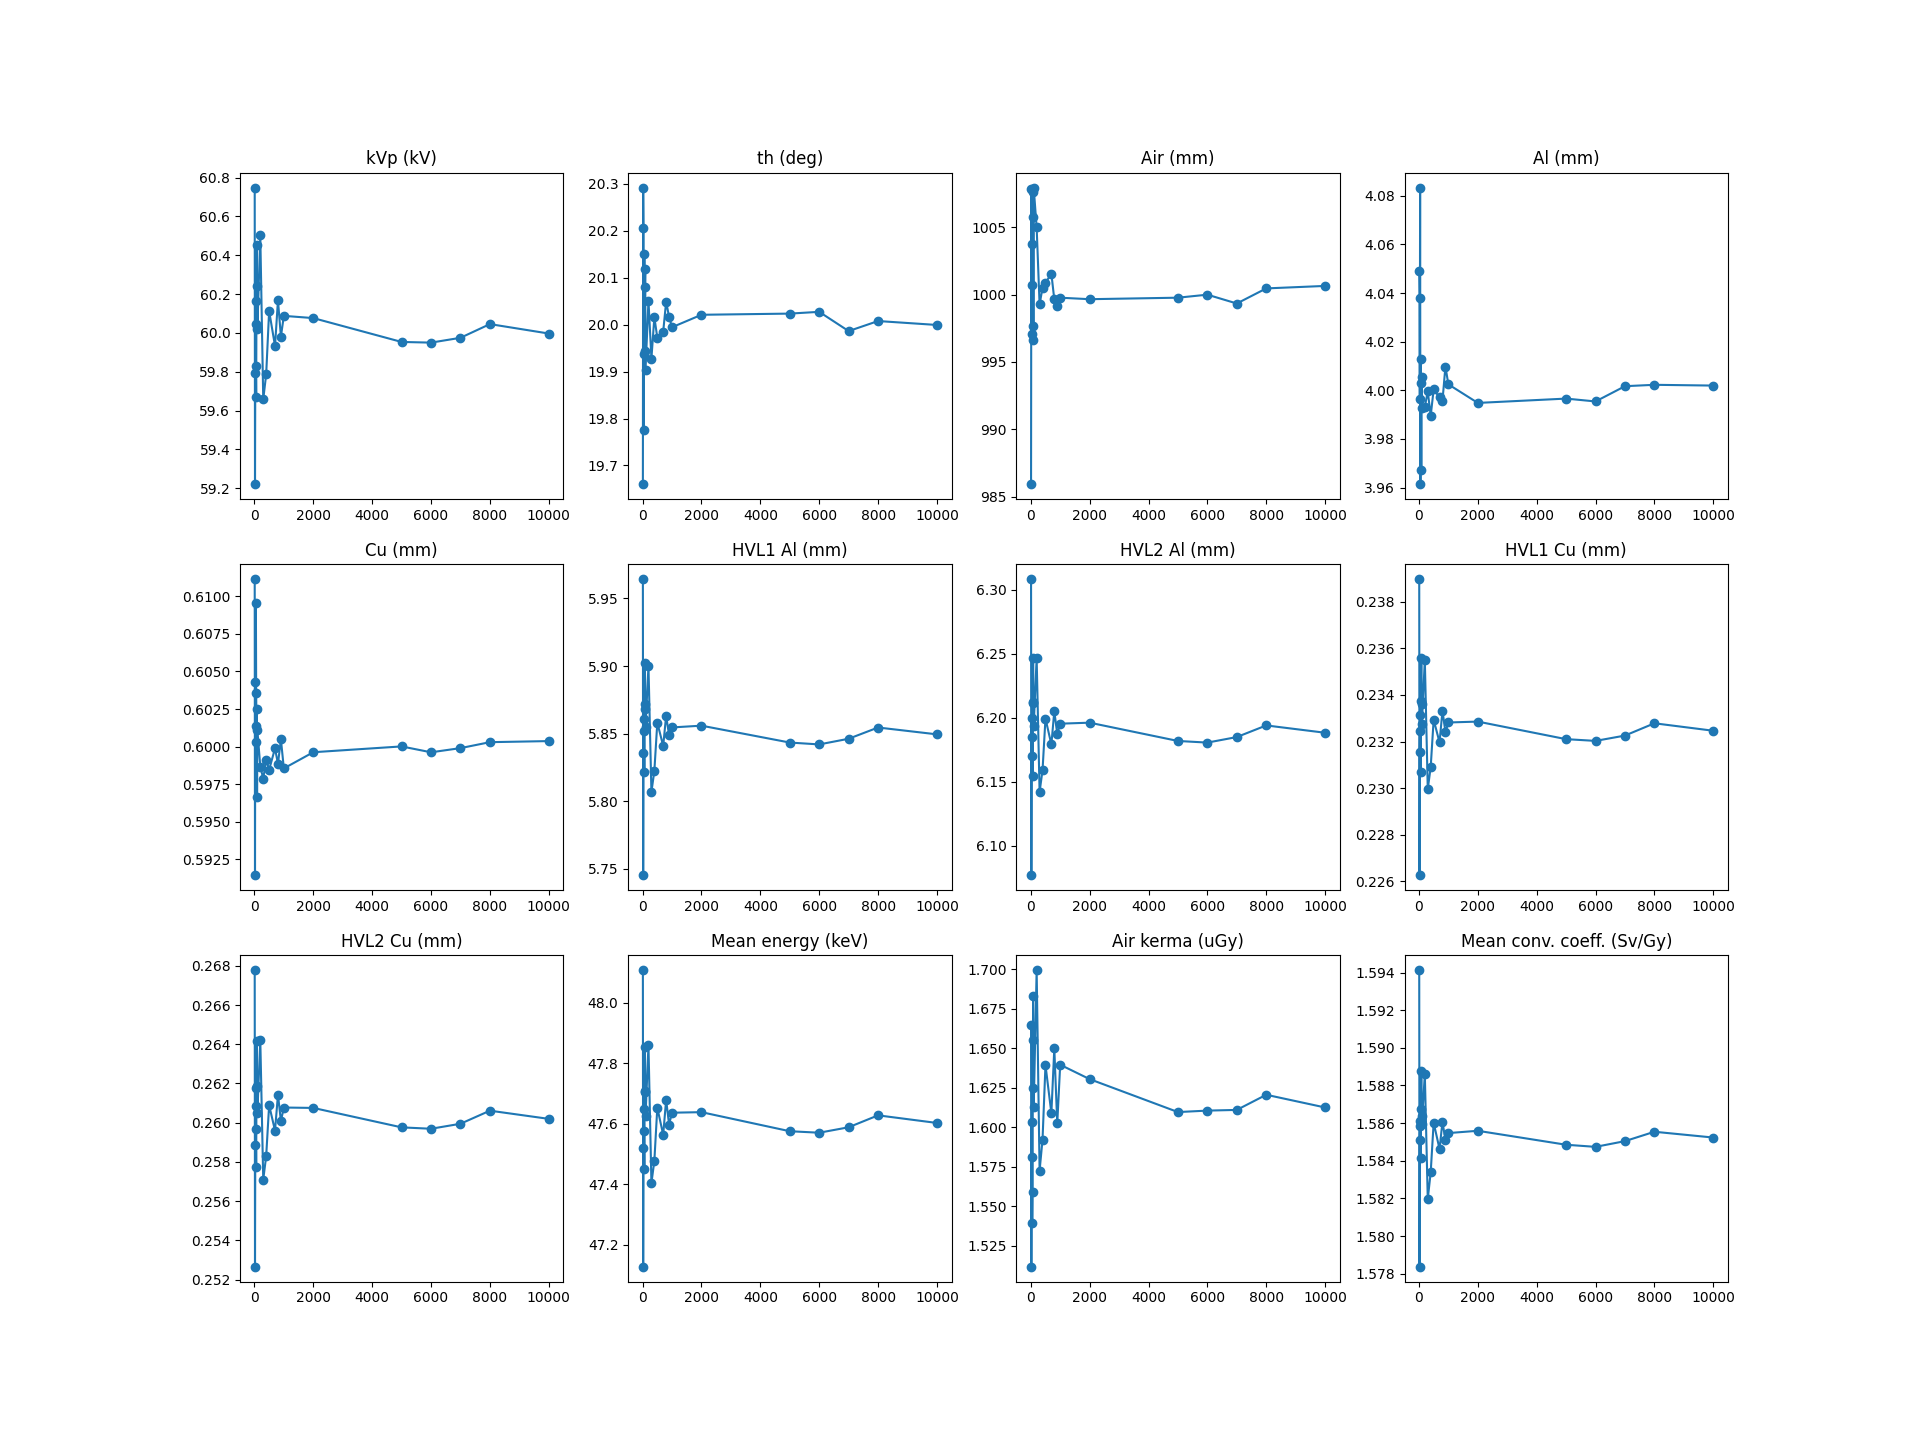 kVp (kV) th (deg) Air (mm) Al (mm)
60.8 60.6 60.4 60.2 60.0 59.8 59.6 59.4 59.2
0 2000 4000 6000 8000 10000
20.3 20.2 20.1 20.0 19.9 19.8 19.7
0 2000 4000 6000 8000 10000
1005 1000 995 990 985
0 2000 4000 6000 8000 10000
4.08 4.06 4.04 4.02 4.00 3.98 3.96
0 2000 4000 6000 8000 10000
Cu (mm) HVL1 Al (mm) HVL2 Al (mm) HVL1 Cu (mm)
0.6100 0.6075 0.6050 0.6025 0.6000 0.5975 0.5950 0.5925
0 2000 4000 6000 8000 10000
5.95 5.90 5.85 5.80 5.75
0 2000 4000 6000 8000 10000
6.30 6.25 6.20 6.15 6.10
0 2000 4000 6000 8000 10000
0.238 0.236 0.234 0.232 0.230 0.228 0.226
0 2000 4000 6000 8000 10000
HVL2 Cu (mm) Mean energy (keV) Air kerma (uGy) Mean conv. coeff. (Sv/Gy)
0.268 0.266 0.264 0.262 0.260 0.258 0.256 0.254 0.252
0 2000 4000 6000 8000 10000
48.0 47.8 47.6 47.4 47.2
0 2000 4000 6000 8000 10000
1.700 1.675 1.650 1.625 1.600 1.575 1.550 1.525
0 2000 4000 6000 8000 10000
1.594 1.592 1.590 1.588 1.586 1.584 1.582 1.580 1.578
0 2000 4000 6000 8000 10000